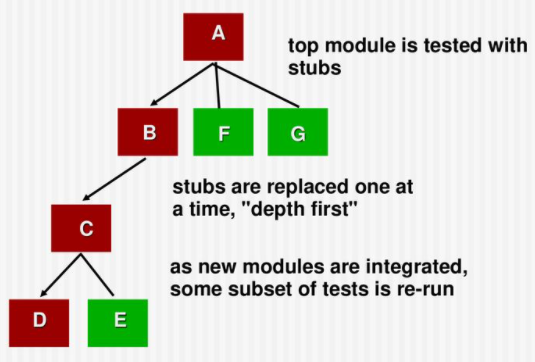 A
top module is tested with
stubs
B
F
G
stubs are replaced one at
a time, "depth first"
C
as new modules are integrated,
some subset of tests is re-run
D
E